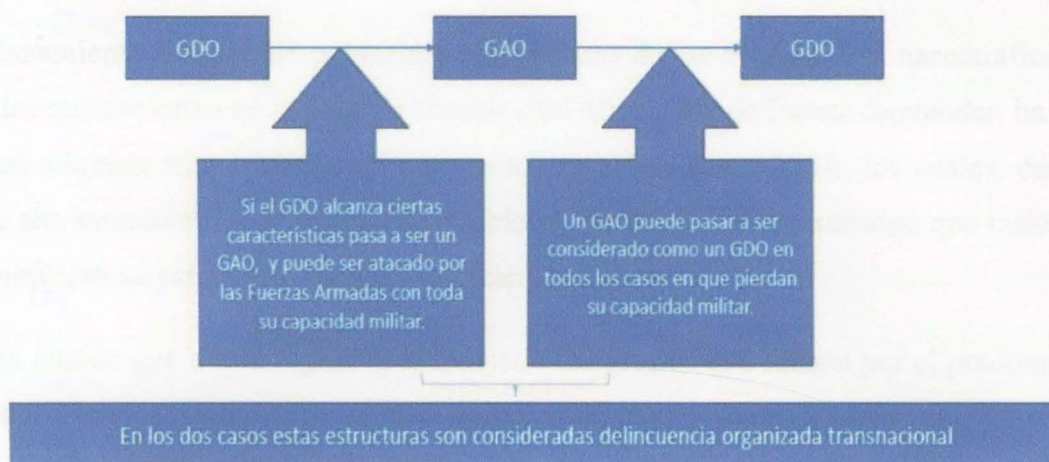 GDO
GAO
GDO
Si el GDO alcanza ciertas
características pasa a ser un
GAO, y puede ser atacado por
las Fuerzas Armadas con toda
su capacidad militar.
Un GAO puede pasar a ser
considerado como un GDO en
todos los casos en que pierdan
su capacidad militar.
En los dos casos estas estructuras son consideradas delincuencia organizada transnacional